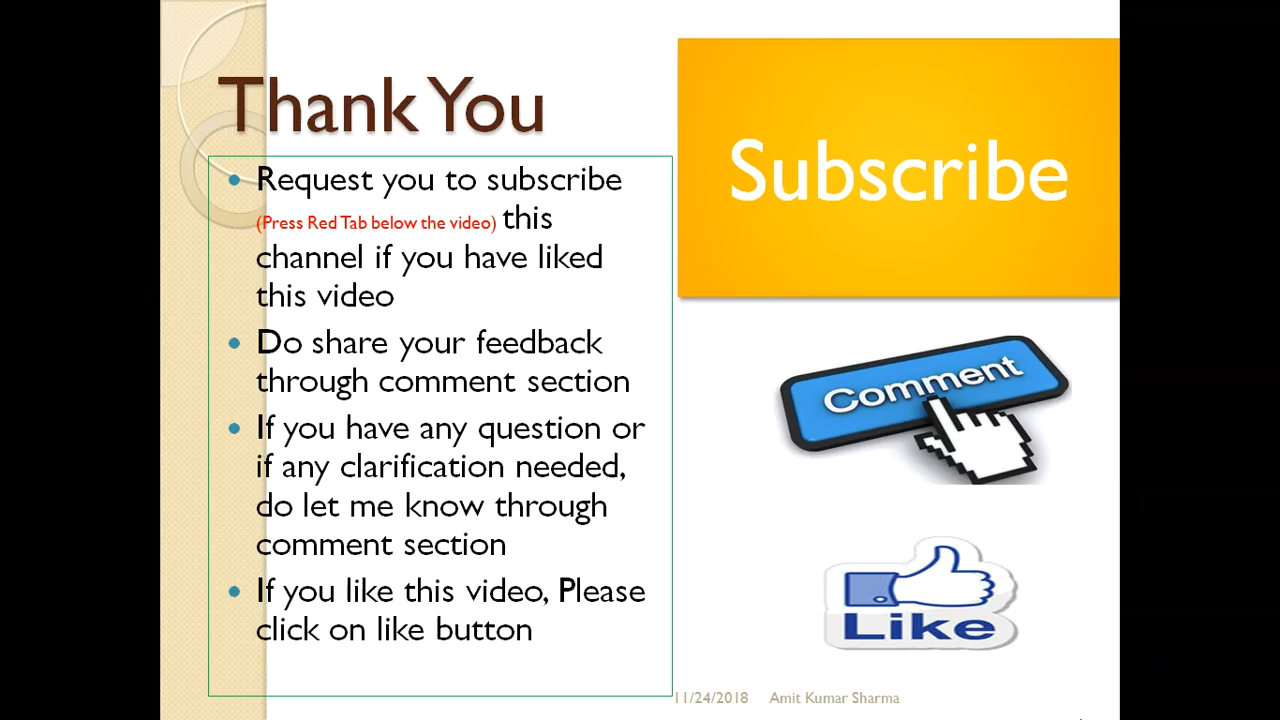 Thank You
Request you to subscribe
(Press Red Tab below the video) this
channel if you have liked
this video
Do share your feedback
through comment section
If you have any question or
if any clarification needed,
do let me know through
comment section
If you like this video, Please
click on like button
Subscribe
Comment
Like
11/24/2018 Amit Kumar Sharma